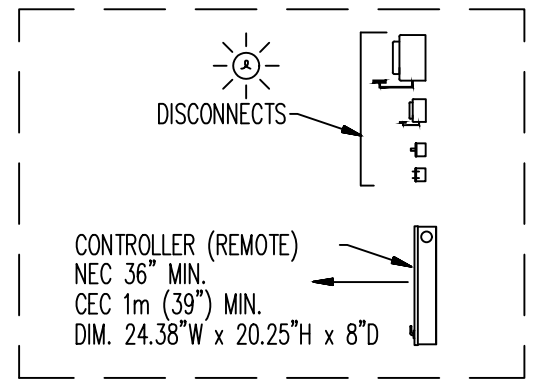 DISCONNECTS
CONTROLLER (REMOTE)
NEC 36" MIN.
CEC 1m (39") MIN.
DIM. 24.38"W x 20.25"H x 8"D